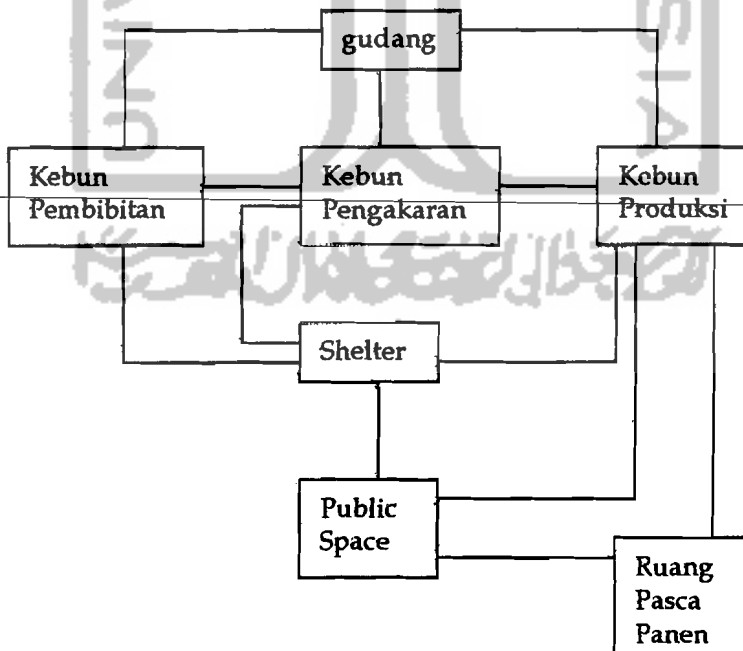 gudang
Kebun
Pembibitan
Kebun
Pengakaran
Kebun
Produksi
Shelter
Public
Space
Ruang
Pasca
Panen